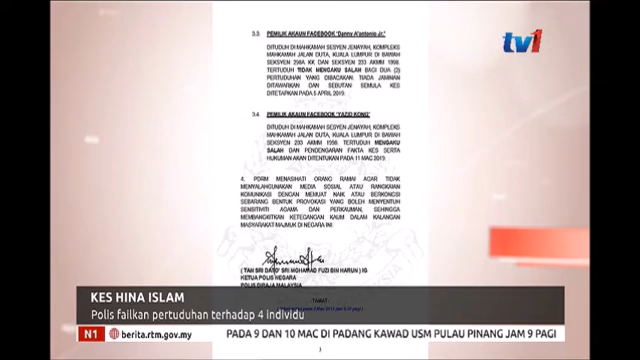 tv1
3.3. PEMILIK AKAUN FACEBOOK "Danny A'antonio Jr."
DITUDUH DI MAHKAMAH SESYEN JENAYAH, KOMPLEKS
MAHKAMAH JALAN DUTA, KUALA LUMPUR DI BAWAH
SEKSYEN 298A KK DAN SEKSYEN 233 AKMM 1998.
TERTUDUH TIDAK MENGAKU SALAH BAGI DUA (2)
PERTUDUHAN YANG DIBACAKAN. TIADA JAMINAN
DITAWARKAN DAN SEBUTAN SEMULA KES
DITETAPKAN PADA 5 APRIL 2019.
3.4. PEMILIK AKAUN FACEBOOK "YAZID KONG"
DITUDUH DI MAHKAMAH SESYEN JENAYAH, KOMPLEKS
MAHKAMAH JALAN DUTA, KUALA LUMPUR DI BAWAH
SEKSYEN 233 AKMM 1998. TERTUDUH MENGAKU
SALAH DAN PENDENGARAN FAKTA KES SERTA
HUKUMAN AKAN DITENTUKAN PADA 11 MAC 2019.
4. PDRM MENASIHATI ORANG RAMAI AGAR TIDAK
MENYALAHGUNAKAN MEDIA SOSIAL ATAU RANGKAIAN
KOMUNIKASI DENGAN MEMUAT NAIK ATAU BERKONGSI
SEBARANG BENTUK PROVOKASI YANG BOLEH MENYENTUH
SENSITIVITI AGAMA DAN PERKAUMAN, SEHINGGA
MEMBANGKITKAN KETEGANGAN KAUM DALAM KALANGAN
MASYARAKAT MAJMUK DI NEGARA INI.
( TAN SRI DATO' SRI MOHAMAD FUZI BIN HARUN ) IG
KETUA POLIS NEGARA
POLIS DIRAJA MALAYSIA
KES HINA ISLAM
Polis failkan pertuduhan terhadap 4 individu
N1 berita.rtm.gov.my PADA 9 DAN 10 MAC DI PADANG KAWAD USM PULAU PINANG JAM 9 PAGI
3